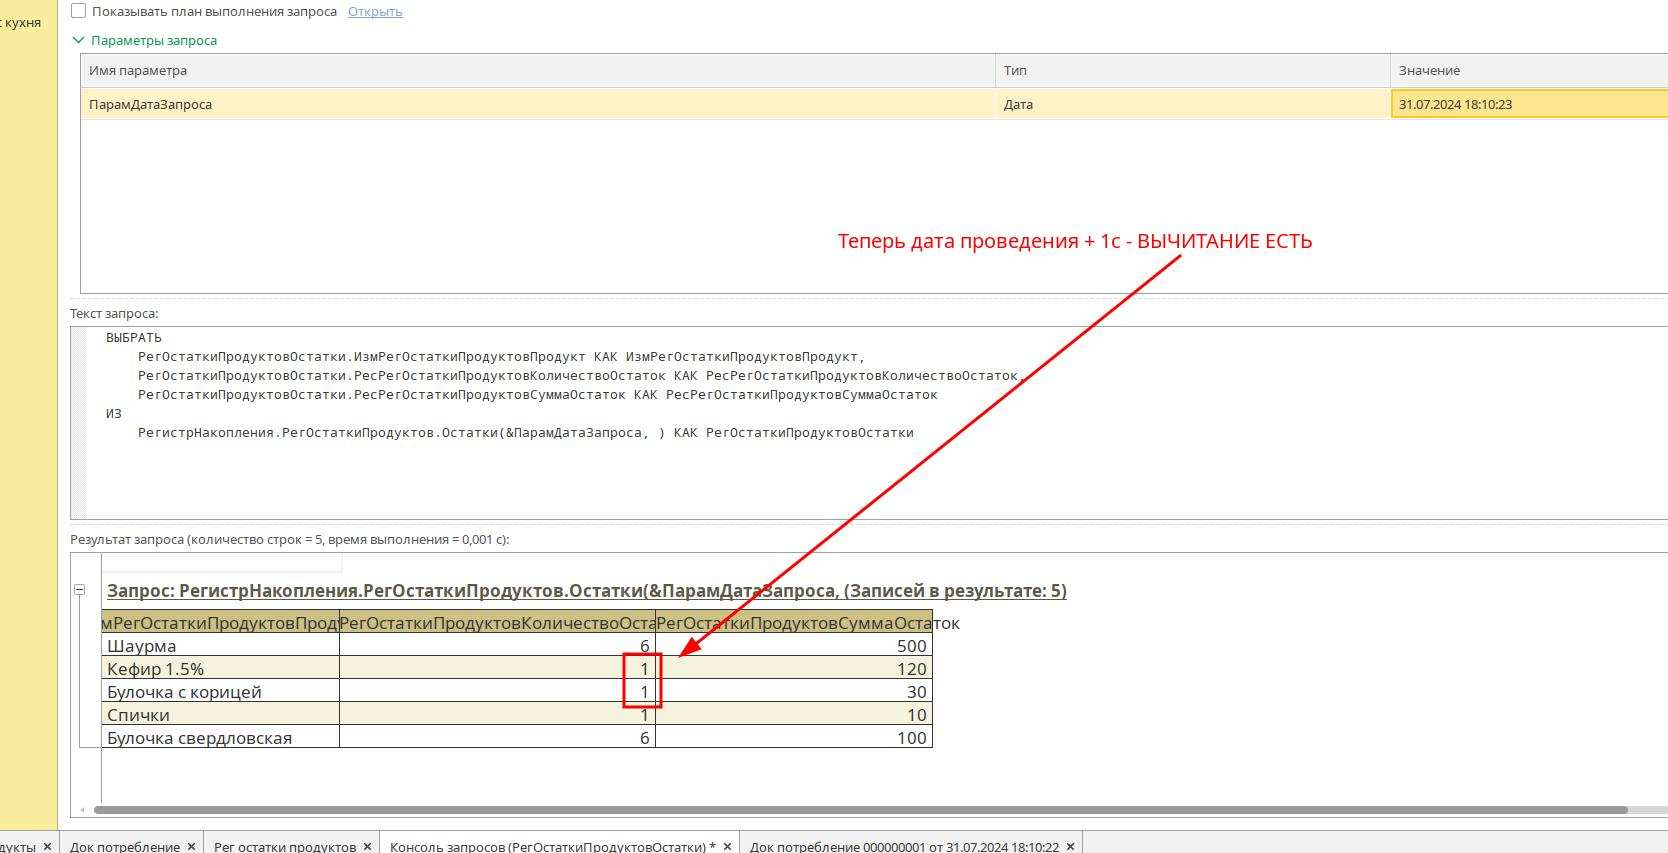 с кухня
Показывать план выполнения запроса Открыть
Параметры запроса
Имя параметра Тип Значение
ПарамДатаЗапроса Дата 31.07.2024 18:10:23
Теперь дата проведения + 1с - ВЫЧИТАНИЕ ЕСТЬ
Текст запроса:
ВЫБРАТЬ
РегОстаткиПродуктовОстатки.ИзмРегОстаткиПродуктовПродукт КАК ИзмРегОстаткиПродуктовПродукт,
РегОстаткиПродуктовОстатки.РесРегОстаткиПродуктовКоличествоОстаток КАК РесРегОстаткиПродуктовКоличествоОстаток,
РегОстаткиПродуктовОстатки.РесРегОстаткиПродуктовСуммаОстаток КАК РесРегОстаткиПродуктовСуммаОстаток
ИЗ
РегистрНакопления.РегОстаткиПродуктов.Остатки(&ПарамДатаЗапроса, ) КАК РегОстаткиПродуктовОстатки
Результат запроса (количество строк = 5, время выполнения = 0,001 с):
Запрос: РегистрНакопления.РегОстаткиПродуктов.Остатки(&ПарамДатаЗапроса, (Записей в результате: 5)
мРегОстаткиПродуктовПроду РегОстаткиПродуктовКоличествоОста РегОстаткиПродуктовСуммаОстаток
Шаурма 6 500
Кефир 1.5% 1 120
Булочка с корицей 1 30
Спички 1 10
Булочка свердловская 6 100
дукты × Док потребление × Рег остатки продуктов × Консоль запросов (РегОстаткиПродуктовОстатки) * × Док потребление 000000001 от 31.07.2024 18:10:22 ×